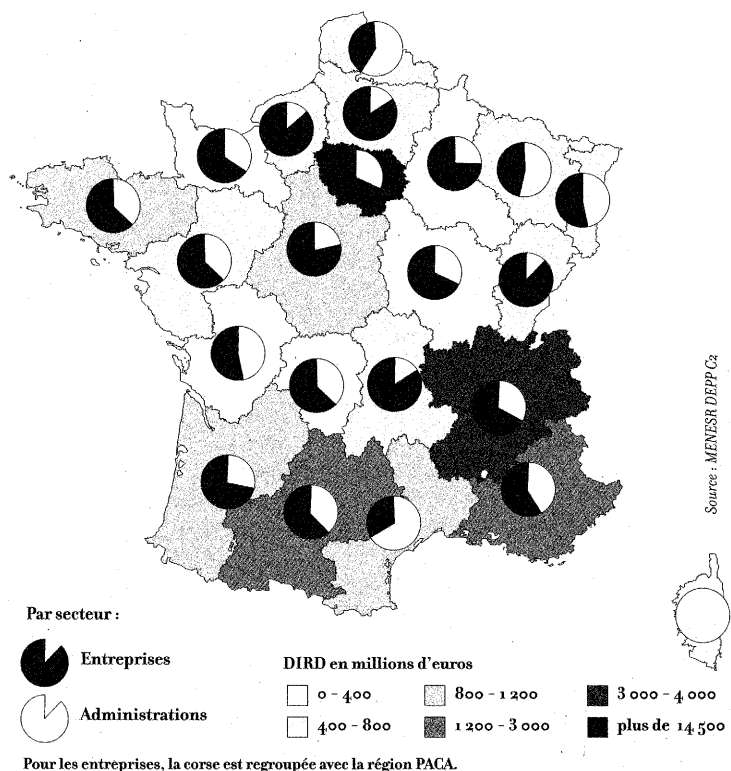 Source : MENESR DEPP C2
Par secteur :
Entreprises
Administrations
DIRD en millions d'euros
0 - 400
400 - 800
800 - 1 200
1 200 - 3 000
3 000 - 4 000
plus de 14 500
Pour les entreprises, la corse est regroupée avec la région PACA.